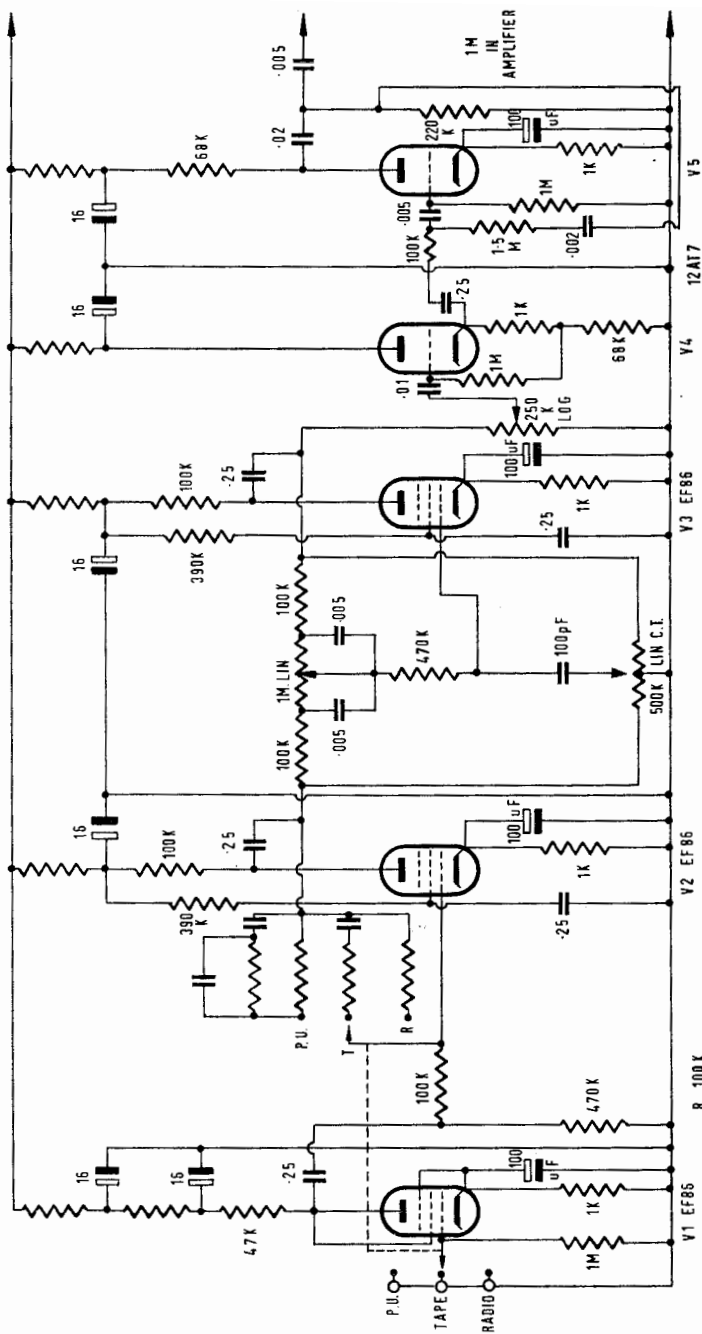 16
16
16
16
16
16
68K
·02
·005
100K
·25
390K
100K
·25
390
K
47K
·25
P.U.
T
R
100K
1M.LIN
100K
·005
·005
470K
100pF
500K
LIN C.T.
100K
470K
P.U.
TAPE
RADIO
1M
1K
100
uF
·25
1K
100uF
·25
1K
100uF
250
K
LOG
·01
1M
1K
68K
·25
100K
·005
1·5
M
·002
1M
1K
220
K
100
uF
1M
IN
AMPLIFIER
V1 EF86
R 100K
V2 EF86
V3 EF86
V4
12AT7
V5